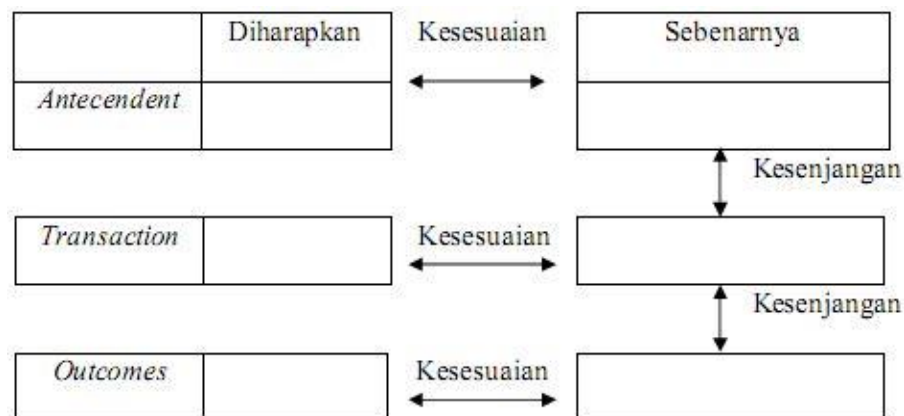 Diharapkan Kesesuaian Sebenarnya
Antecendent
Kesenjangan
Transaction Kesesuaian
Kesenjangan
Outcomes Kesesuaian